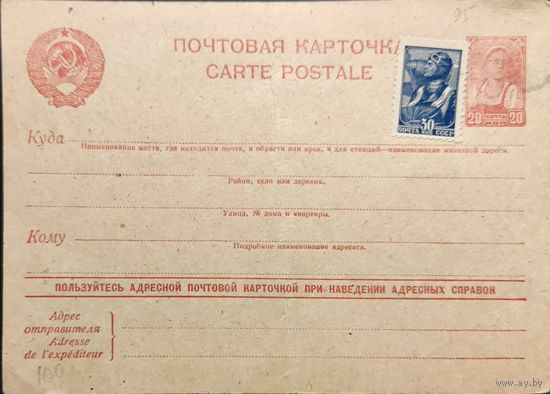 95
ПОЧТОВАЯ КАРТОЧКА
CARTE POSTALE
30
ПОЧТА КОП СССР
20 20
Куда
Наименование места, где находится почта, и области или края, а для станций—наименование железной дороги.
Район, село или деревня.
Улица, № дома и квартиры.
Кому
Подробное наименование адресата.
ПОЛЬЗУЙТЕСЬ АДРЕСНОЙ ПОЧТОВОЙ КАРТОЧКОЙ ПРИ НАВЕДЕНИИ АДРЕСНЫХ СПРАВОК
Адрес
отправителя
Adresse
de l'expéditeur
www.ay.by